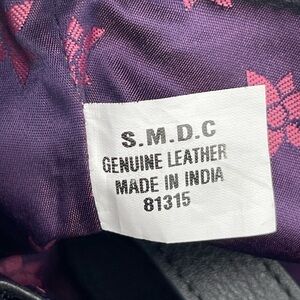 S.M.D.C
GENUINE LEATHER
MADE IN INDIA
81315